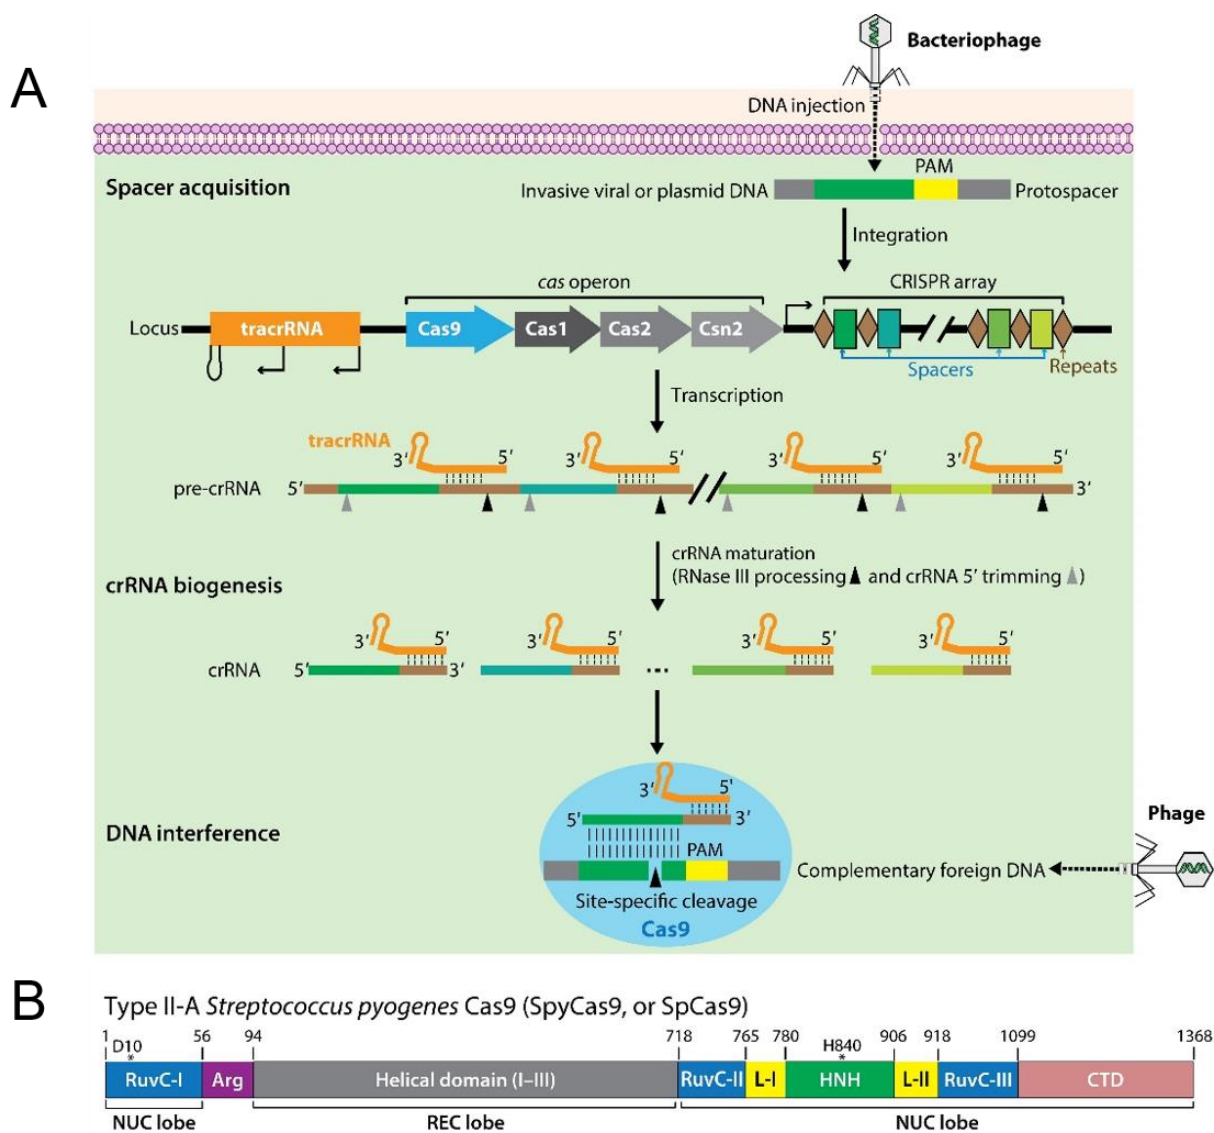 A
Bacteriophage
DNA injection
Spacer acquisition
PAM
Invasive viral or plasmid DNA
Protospacer
Integration
cas operon
CRISPR array
Locus
tracrRNA
Cas9
Cas1
Cas2
Csn2
Spacers
Repeats
Transcription
tracrRNA
3′ 5′ 3′ 5′ 3′ 5′ 3′ 5′
pre-crRNA 5′ 3′
crRNA maturation
(RNase III processing and crRNA 5′ trimming )
crRNA biogenesis
3′ 5′ 3′ 5′ 3′ 5′ 3′ 5′
crRNA 5′ 3′ ...
3′ 5′
5′ 3′
DNA interference
PAM
Phage
Complementary foreign DNA
Site-specific cleavage
Cas9
B
Type II-A Streptococcus pyogenes Cas9 (SpyCas9, or SpCas9)
1 56 94 718 765 780 906 918 1099 1368
D10 H840
* *
RuvC-I Arg Helical domain (I–III) RuvC-II L-I HNH L-II RuvC-III CTD
NUC lobe REC lobe NUC lobe